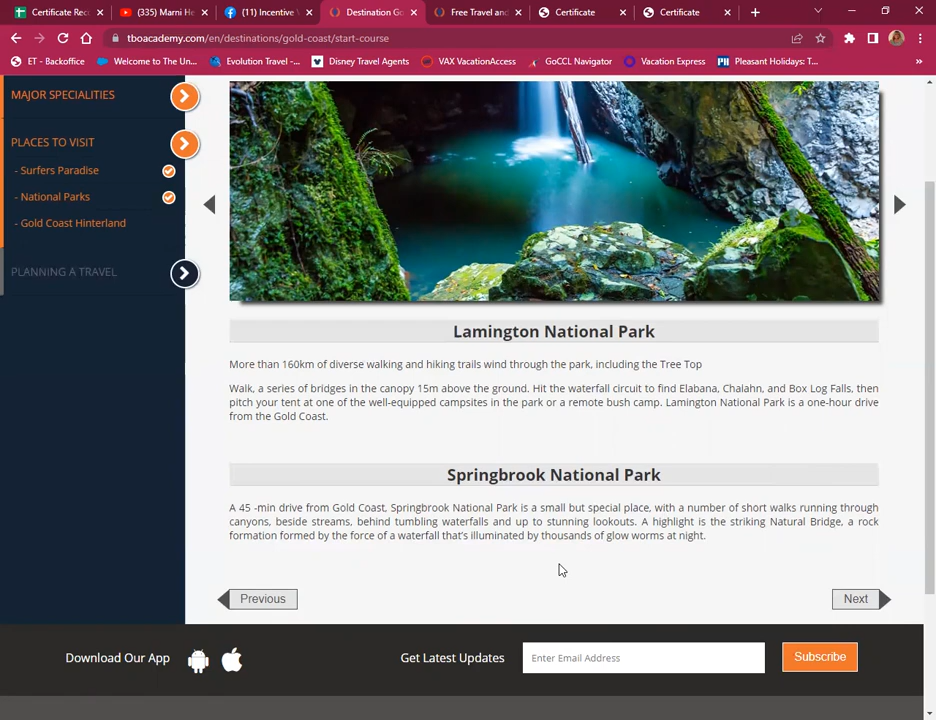 Certificate Rec
(335) Marni He
(11) Incentive
Destination Go
Free Travel and
Certificate
Certificate
tboacademy.com/en/destinations/gold-coast/start-course
ET - Backoffice
Welcome to The Un...
Evolution Travel -...
Disney Travel Agents
VAX VacationAccess
GoCCL Navigator
Vacation Express
Pleasant Holidays: T...
MAJOR SPECIALITIES
PLACES TO VISIT
- Surfers Paradise
- National Parks
- Gold Coast Hinterland
PLANNING A TRAVEL
Lamington National Park
More than 160km of diverse walking and hiking trails wind through the park, including the Tree Top
Walk, a series of bridges in the canopy 15m above the ground. Hit the waterfall circuit to find Elabana, Chalahn, and Box Log Falls, then
pitch your tent at one of the well-equipped campsites in the park or a remote bush camp. Lamington National Park is a one-hour drive
from the Gold Coast.
Springbrook National Park
A 45 -min drive from Gold Coast, Springbrook National Park is a small but special place, with a number of short walks running through
canyons, beside streams, behind tumbling waterfalls and up to stunning lookouts. A highlight is the striking Natural Bridge, a rock
formation formed by the force of a waterfall that's illuminated by thousands of glow worms at night.
Previous
Next
Download Our App
Get Latest Updates
Enter Email Address
Subscribe